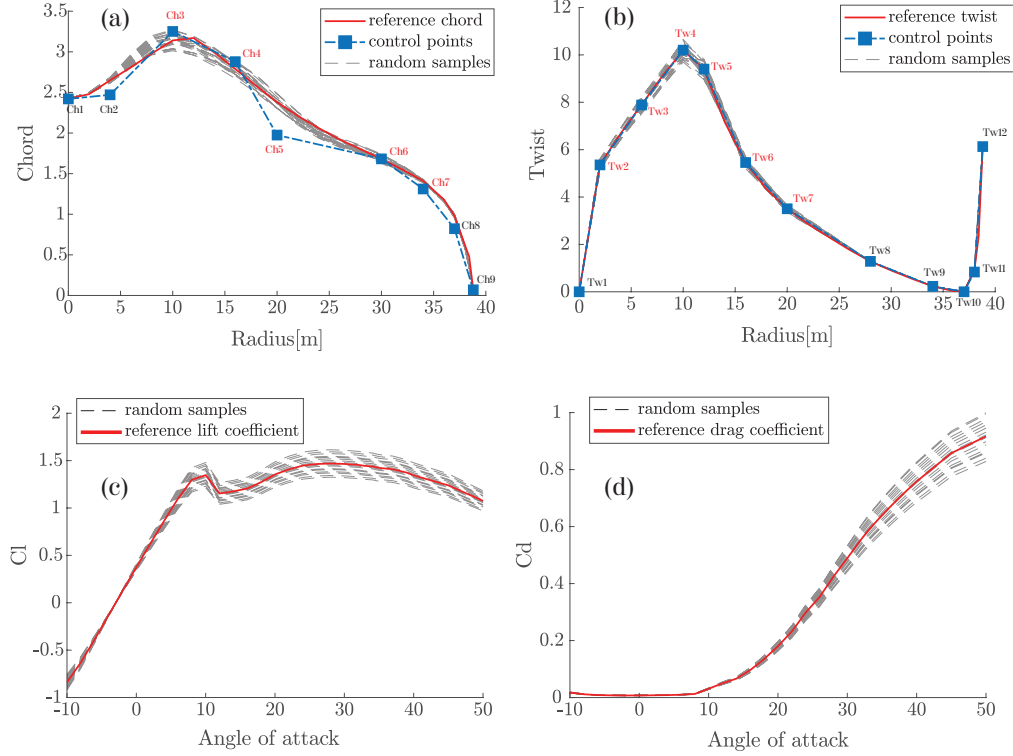 (a)
reference chord
control points
random samples
Ch1
Ch2
Ch3
Ch4
Ch5
Ch6
Ch7
Ch8
Ch9
3.5
3
2.5
2
1.5
1
0.5
0
Chord
0 5 10 15 20 25 30 35 40
Radius[m]
(b)
reference twist
control points
random samples
Tw1
Tw2
Tw3
Tw4
Tw5
Tw6
Tw7
Tw8
Tw9
Tw10
Tw11
Tw12
12
10
8
6
4
2
0
Twist
0 5 10 15 20 25 30 35 40
Radius[m]
random samples
reference lift coefficient
(c)
2
1.5
1
0.5
0
-0.5
-1
Cl
-10 0 10 20 30 40 50
Angle of attack
random samples
reference drag coefficient
(d)
1
0.8
0.6
0.4
0.2
0
Cd
-10 0 10 20 30 40 50
Angle of attack